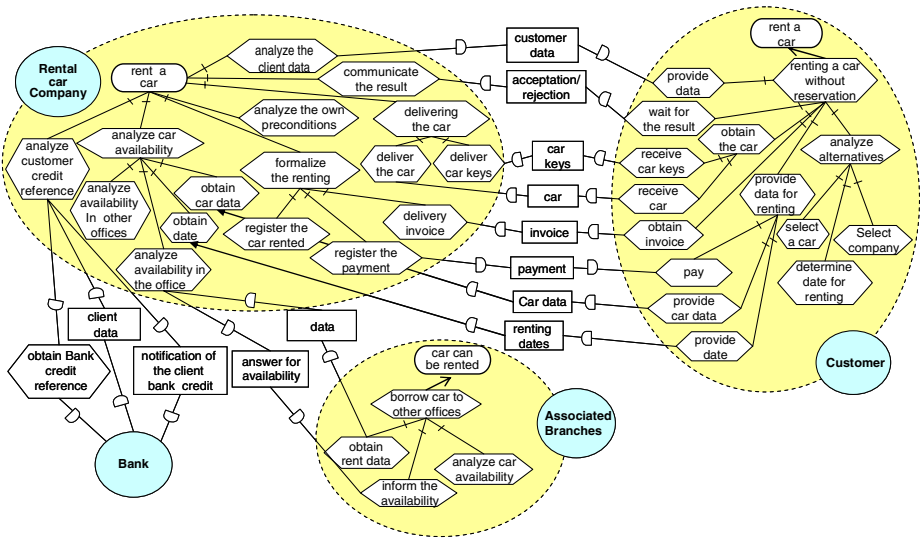 Rental
car
Company
rent a
car
analyze the
client data
communicate
the result
analyze the own
preconditions
delivering
the car
analyze
customer
credit
reference
analyze car
availability
formalize
the renting
deliver
the car
deliver
car keys
analyze
availability
In other
offices
obtain
car data
obtain
date
register the
car rented
delivery
invoice
analyze
availability in
the office
register the
payment
customer
data
acceptation/
rejection
car
keys
car
invoice
payment
Car data
renting
dates
rent a
car
renting a car
without
reservation
provide
data
wait for
the result
obtain
the car
analyze
alternatives
receive
car keys
provide
data for
renting
receive
car
obtain
invoice
select
a car
Select
company
pay
determine
date for
renting
provide
car data
provide
date
Customer
client
data
data
obtain Bank
credit
reference
notification of
the client
bank credit
answer for
availability
Bank
car can
be rented
borrow car to
other offices
obtain
rent data
analyze car
availability
inform the
availability
Associated
Branches